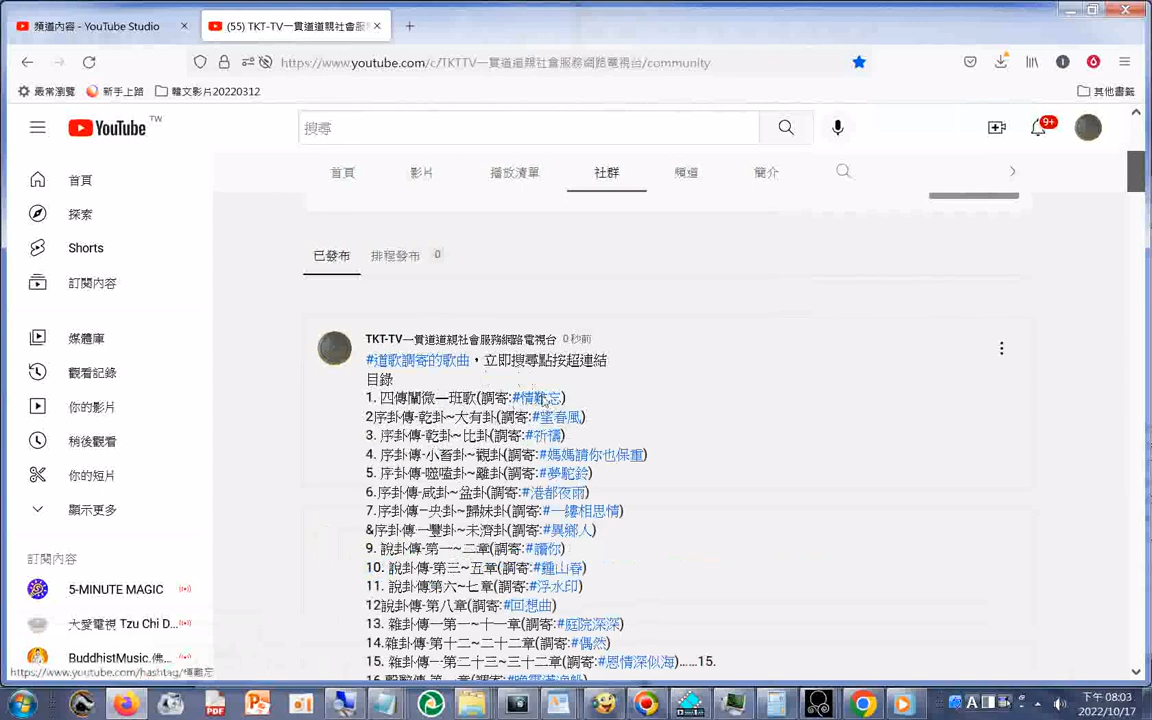 頻道內容 - YouTube Studio
(55) TKT-TV一貫道道親社會服
https://www.youtube.com/c/TKTTV一貫道道親社會服務網路電視台/community
最常瀏覽
新手上路
韓文影片20220312
其他書籤
YouTube TW
搜尋
9+
首頁
影片
播放清單
社群
頻道
簡介
首頁
探索
Shorts
訂閱內容
媒體庫
觀看記錄
你的影片
稍後觀看
你的短片
顯示更多
訂閱內容
5-MINUTE MAGIC
大愛電視 Tzu Chi D...
BuddhistMusic.佛...
已發布
排程發布 0
TKT-TV一貫道道親社會服務網路電視台 0 秒前
#道歌調寄的歌曲，立即搜尋點按超連結
目錄
1. 四傳闡微一班歌(調寄:#情難忘)
2序卦傳-乾卦~大有卦(調寄:#望春風)
3. 序卦傳-乾卦~比卦(調寄:#祈禱)
4. 序卦傳-小畜卦~觀卦(調寄:#媽媽請你也保重)
5. 序卦傳-噬嗑卦~離卦(調寄:#夢駝鈴)
6.序卦傳-咸卦~益卦(調寄:#港都夜雨)
7.序卦傳–夬卦~歸妹卦(調寄:#一縷相思情)
&序卦傳一豐卦~未濟卦(調寄:#異鄉人)
9. 說卦傳-第一~二章(調寄:#讀你)
10. 說卦傳-第三~五章(調寄:#鍾山春)
11. 說卦傳第六~七章(調寄:#浮水印)
12說卦傳-第八章(調寄:#回想曲)
13. 雜卦傳一第一~十一章(調寄:#庭院深深)
14.雜卦傳-第十二~二十二章(調寄:#偶然)
15. 雜卦傳-·第二十三~三十二章(調寄:#恩情深似海)……15.
https://www.youtube.com/hashtag/情難忘
下午 08:03
2022/10/17